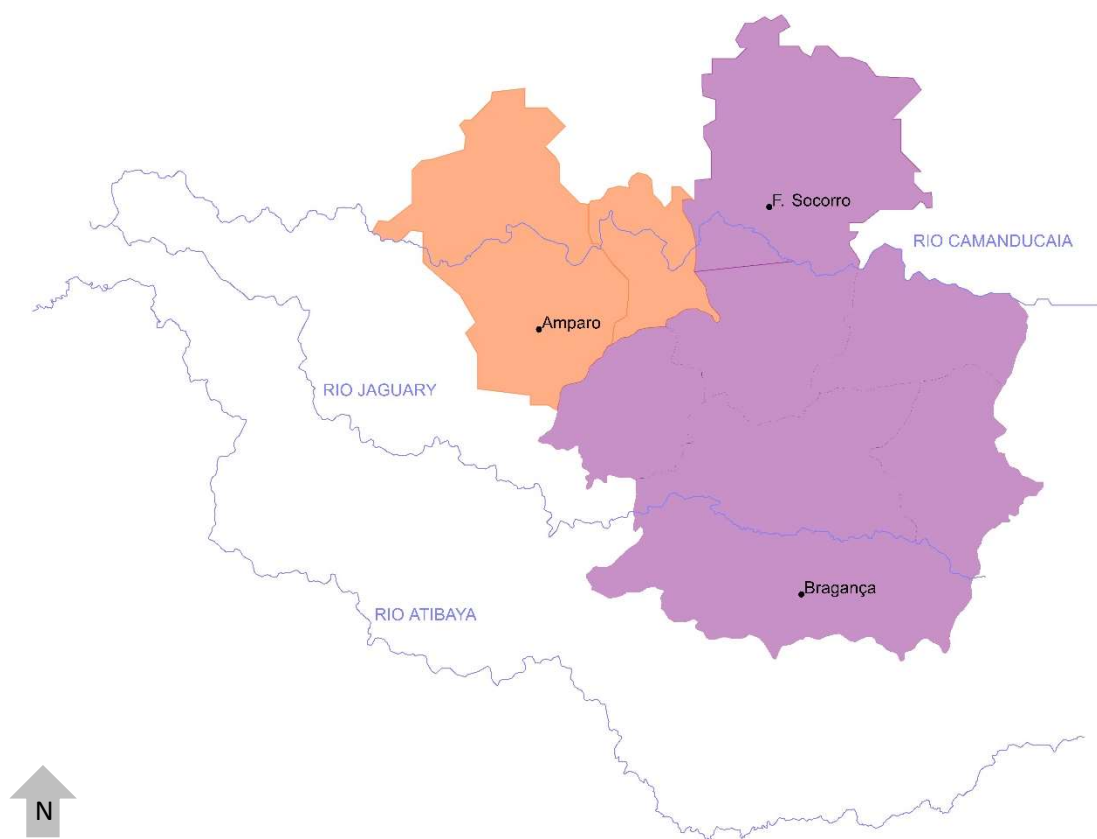 F. Socorro
RIO CAMANDUCAIA
Amparo
RIO JAGUARY
Bragança
RIO ATIBAYA
N